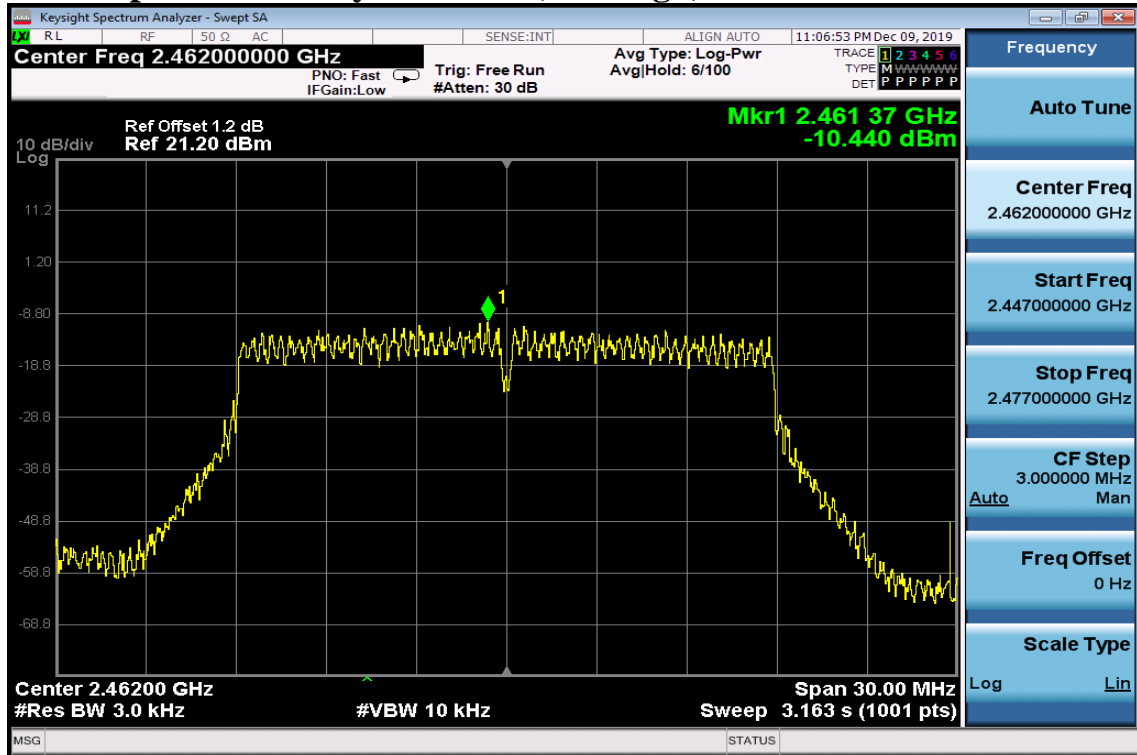 Keysight Spectrum Analyzer - Swept SA
LXI RL RF 50 Ω AC SENSE:INT ALIGN AUTO 11:06:53 PM Dec 09, 2019
Center Freq 2.462000000 GHz
PNO: Fast
IFGain:Low
Trig: Free Run
#Atten: 30 dB
Avg Type: Log-Pwr
Avg|Hold: 6/100
TRACE 1 2 3 4 5 6
TYPE M WWWWW
DET P P P P P P
Mkr1 2.461 37 GHz
-10.440 dBm
Ref Offset 1.2 dB
10 dB/div Ref 21.20 dBm
Log
11.2
1.20
-8.80
-18.8
-28.8
-38.8
-48.8
-58.8
-68.8
1
Center 2.46200 GHz Span 30.00 MHz
#Res BW 3.0 kHz #VBW 10 kHz Sweep 3.163 s (1001 pts)
MSG STATUS
Frequency
Auto Tune
Center Freq
2.462000000 GHz
Start Freq
2.447000000 GHz
Stop Freq
2.477000000 GHz
CF Step
3.000000 MHz
Auto Man
Freq Offset
0 Hz
Scale Type
Log Lin